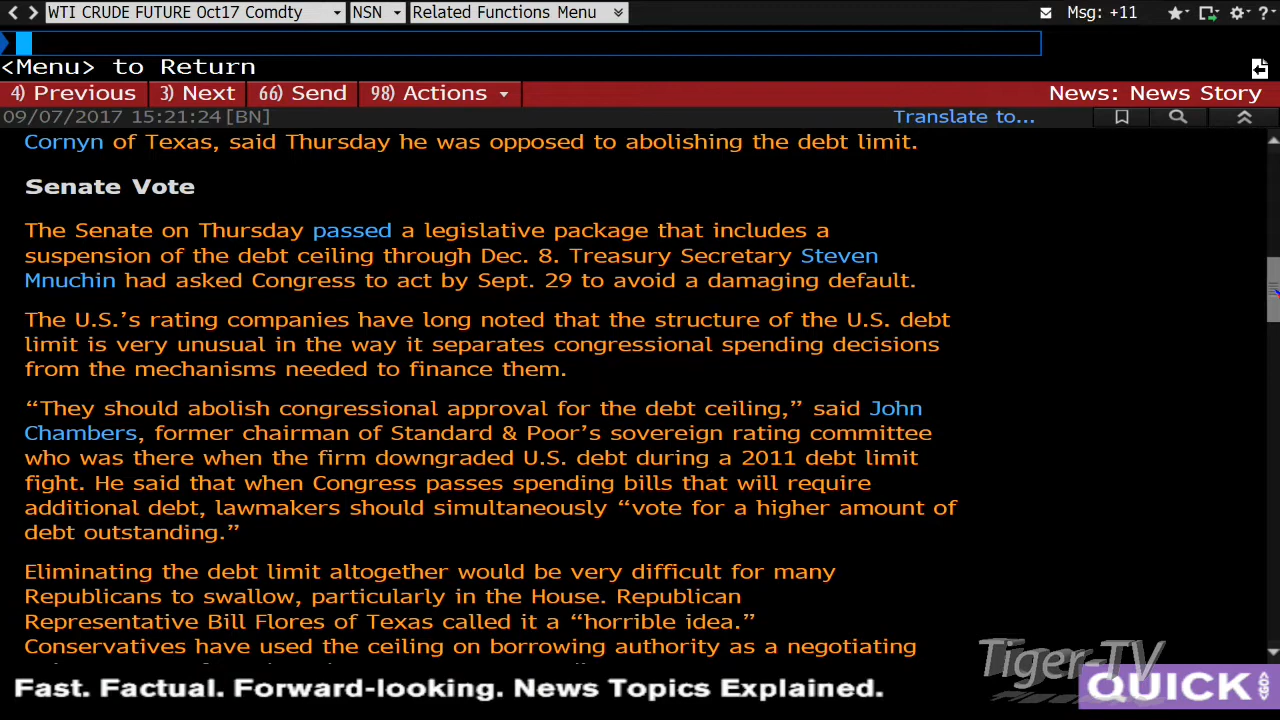 WTI CRUDE FUTURE Oct17 Comdty NSN Related Functions Menu Msg: +11
<Menu> to Return
4) Previous 3) Next 66) Send 98) Actions News: News Story
09/07/2017 15:21:24 [BN] Translate to...
Cornyn of Texas, said Thursday he was opposed to abolishing the debt limit.
Senate Vote
The Senate on Thursday passed a legislative package that includes a
suspension of the debt ceiling through Dec. 8. Treasury Secretary Steven
Mnuchin had asked Congress to act by Sept. 29 to avoid a damaging default.
The U.S.’s rating companies have long noted that the structure of the U.S. debt
limit is very unusual in the way it separates congressional spending decisions
from the mechanisms needed to finance them.
“They should abolish congressional approval for the debt ceiling,” said John
Chambers, former chairman of Standard & Poor’s sovereign rating committee
who was there when the firm downgraded U.S. debt during a 2011 debt limit
fight. He said that when Congress passes spending bills that will require
additional debt, lawmakers should simultaneously “vote for a higher amount of
debt outstanding.”
Eliminating the debt limit altogether would be very difficult for many
Republicans to swallow, particularly in the House. Republican
Representative Bill Flores of Texas called it a “horrible idea.”
Conservatives have used the ceiling on borrowing authority as a negotiating
Tiger-TV
Fast. Factual. Forward-looking. News Topics Explained. QUICK